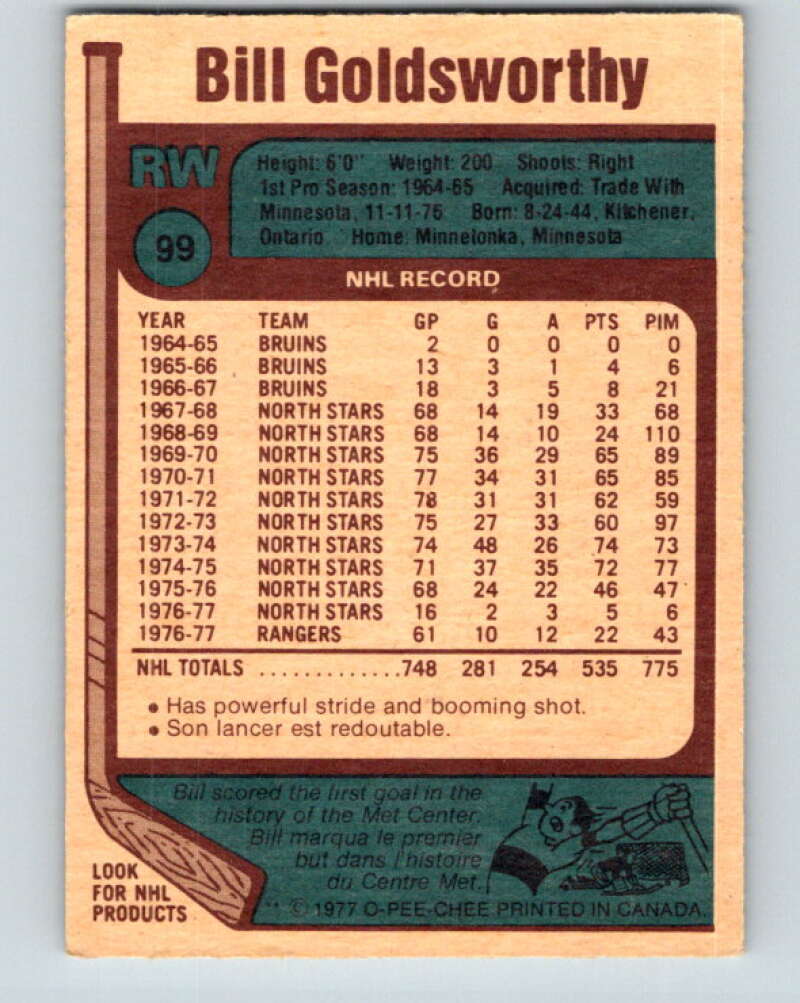 Bill Goldsworthy
RW
Height: 6'0" Weight: 200 Shoots: Right
1st Pro Season: 1964-65 Acquired: Trade With
Minnesota, 11-11-76 Born: 8-24-44, Kitchener,
Ontario Home: Minnetonka, Minnesota
99
NHL RECORD
YEAR TEAM GP G A PTS PIM
1964-65 BRUINS 2 0 0 0 0
1965-66 BRUINS 13 3 1 4 6
1966-67 BRUINS 18 3 5 8 21
1967-68 NORTH STARS 68 14 19 33 68
1968-69 NORTH STARS 68 14 10 24 110
1969-70 NORTH STARS 75 36 29 65 89
1970-71 NORTH STARS 77 34 31 65 85
1971-72 NORTH STARS 78 31 31 62 59
1972-73 NORTH STARS 75 27 33 60 97
1973-74 NORTH STARS 74 48 26 74 73
1974-75 NORTH STARS 71 37 35 72 77
1975-76 NORTH STARS 68 24 22 46 47
1976-77 NORTH STARS 16 2 3 5 6
1976-77 RANGERS 61 10 12 22 43
NHL TOTALS .............748 281 254 535 775
• Has powerful stride and booming shot.
• Son lancer est redoutable.
Bill scored the first goal in the
history of the Met Center.
Bill marqua le premier
but dans l'histoire
du Centre Met.
LOOK
FOR NHL
PRODUCTS
** © 1977 O-PEE-CHEE PRINTED IN CANADA.